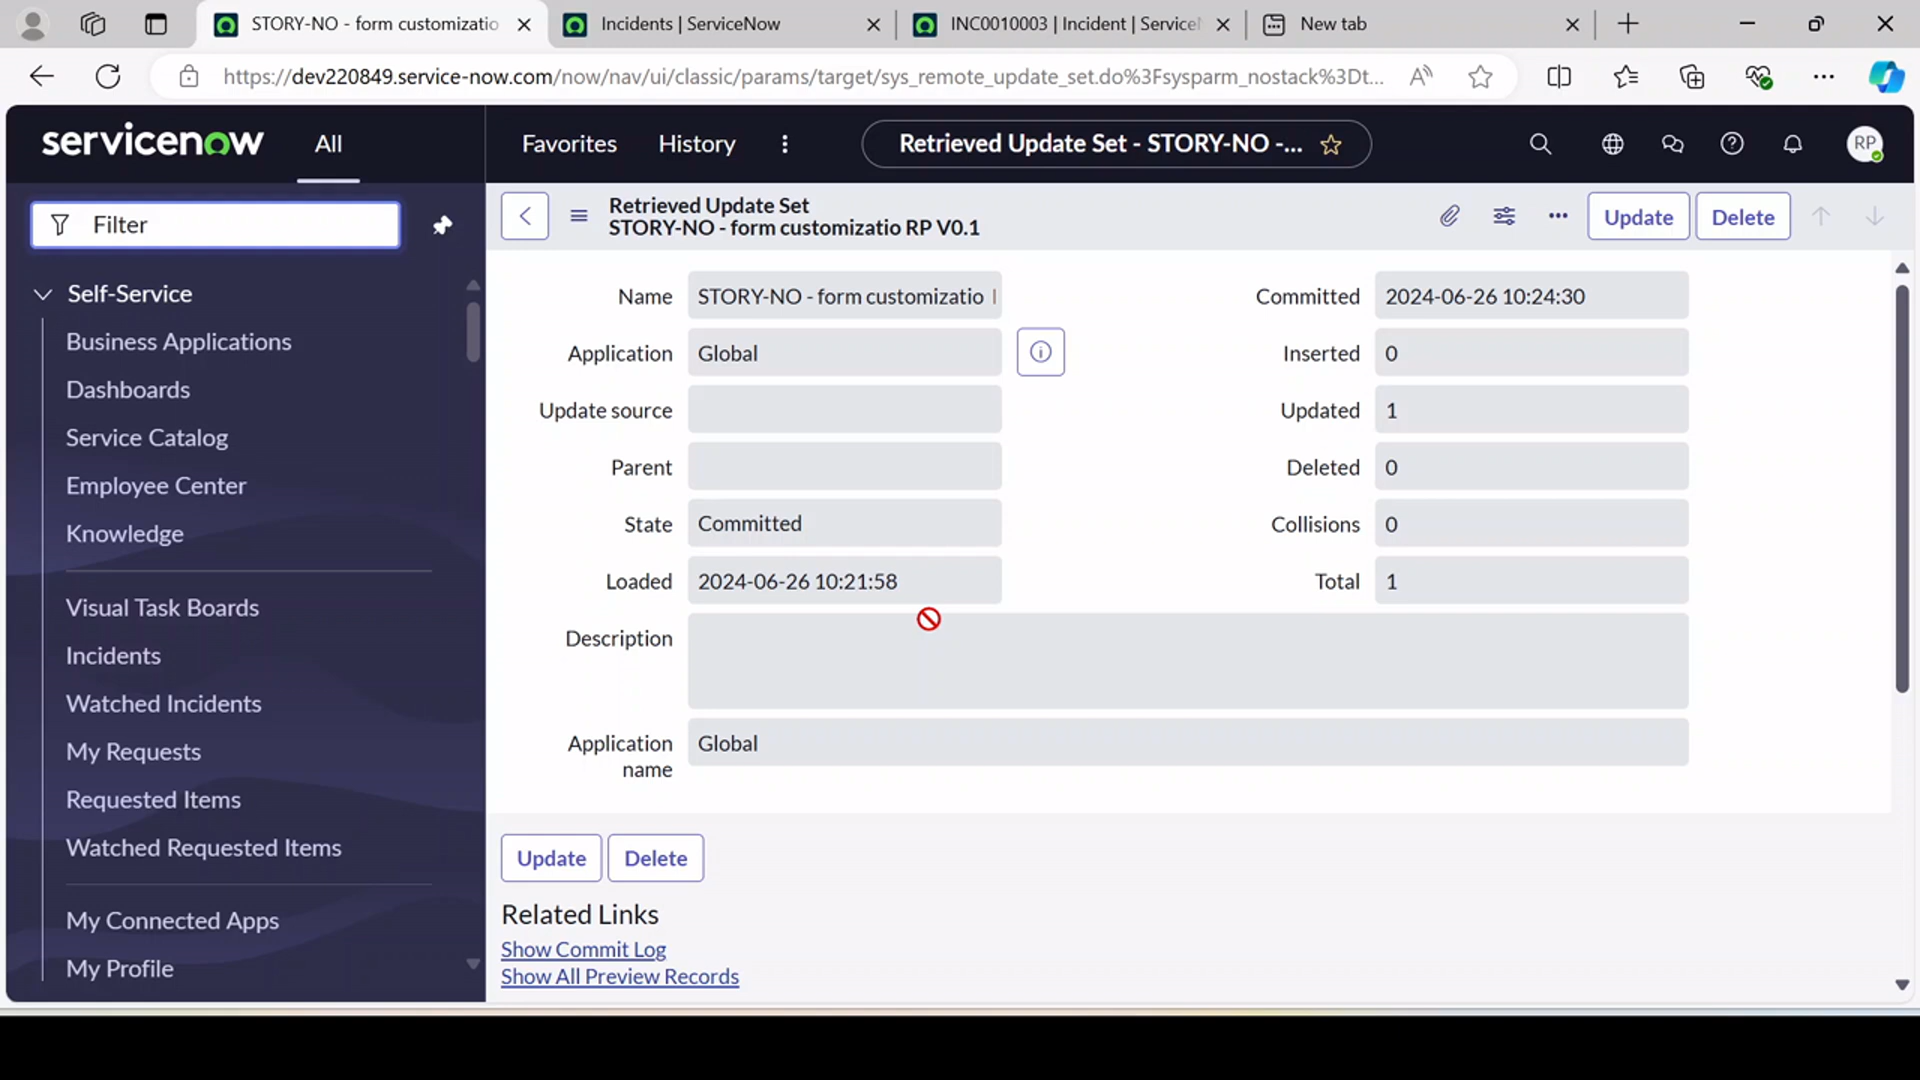 STORY-NO - form customizatio
Incidents | ServiceNow
INC0010003 | Incident | Service
New tab
https://dev220849.service-now.com/now/nav/ui/classic/params/target/sys_remote_update_set.do%3Fsysparm_nostack%3Dt...
servicenow
All
Favorites
History
Retrieved Update Set - STORY-NO -...
RP
Filter
Retrieved Update Set
STORY-NO - form customizatio RP V0.1
Update
Delete
Self-Service
Business Applications
Dashboards
Service Catalog
Employee Center
Knowledge
Visual Task Boards
Incidents
Watched Incidents
My Requests
Requested Items
Watched Requested Items
My Connected Apps
My Profile
Name
STORY-NO - form customizatio
Application
Global
Update source
Parent
State
Committed
Loaded
2024-06-26 10:21:58
Committed
2024-06-26 10:24:30
Inserted
0
Updated
1
Deleted
0
Collisions
0
Total
1
Description
Application
name
Global
Update
Delete
Related Links
Show Commit Log
Show All Preview Records